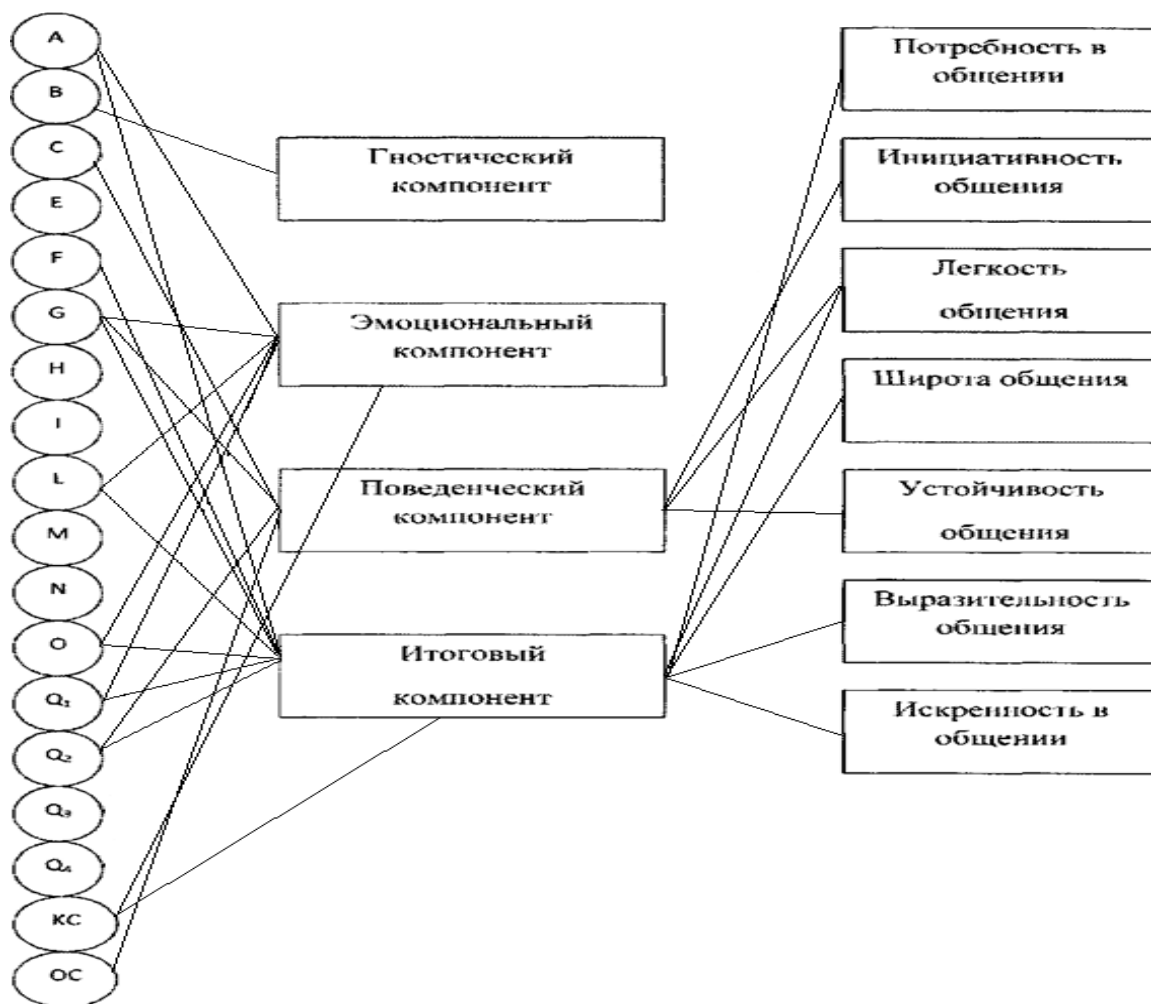 A
B
C
E
F
G
H
I
L
M
N
O
Q₁
Q₂
Q₃
Q₄
КС
ОС
Гностический
компонент
Эмоциональный
компонент
Поведенческий
компонент
Итоговый
компонент
Потребность в
общении
Инициативность
общения
Легкость
общения
Широта общения
Устойчивость
общения
Выразительность
общения
Искренность в
общении